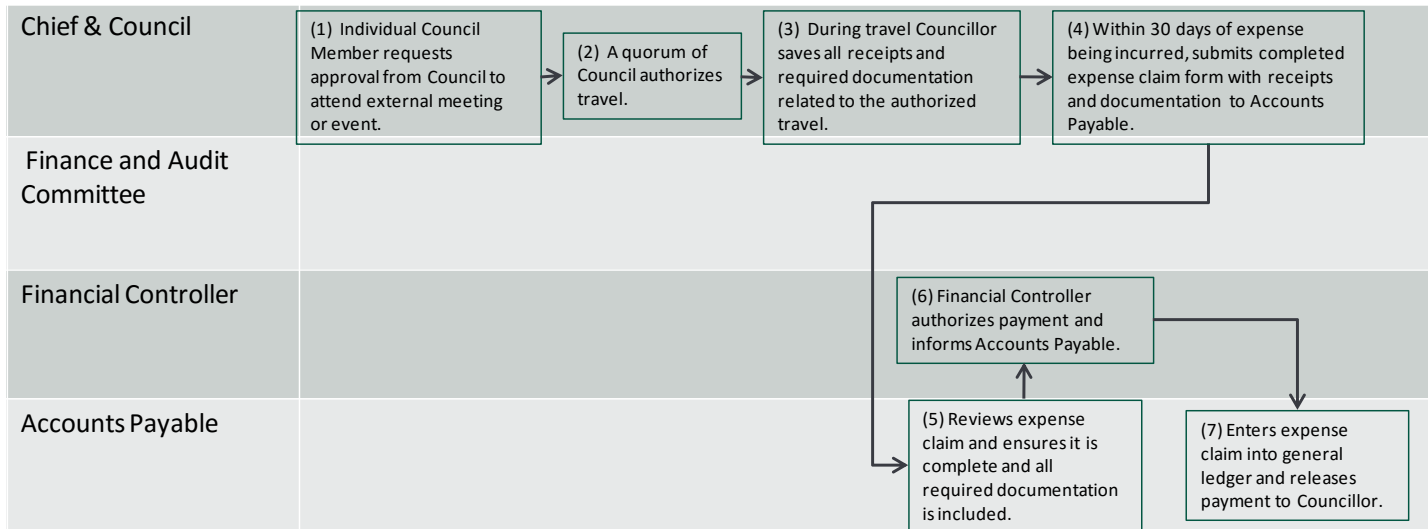 Chief & Council
(1) Individual Council
Member requests
approval from Council to
attend external meeting
or event.
(2) A quorum of
Council authorizes
travel.
(3) During travel Councillor
saves all receipts and
required documentation
related to the authorized
travel.
(4) Within 30 days of expense
being incurred, submits completed
expense claim form with receipts
and documentation to Accounts
Payable.
Finance and Audit
Committee
Financial Controller
(6) Financial Controller
authorizes payment and
informs Accounts Payable.
Accounts Payable
(5) Reviews expense
claim and ensures it is
complete and all
required documentation
is included.
(7) Enters expense
claim into general
ledger and releases
payment to Councillor.